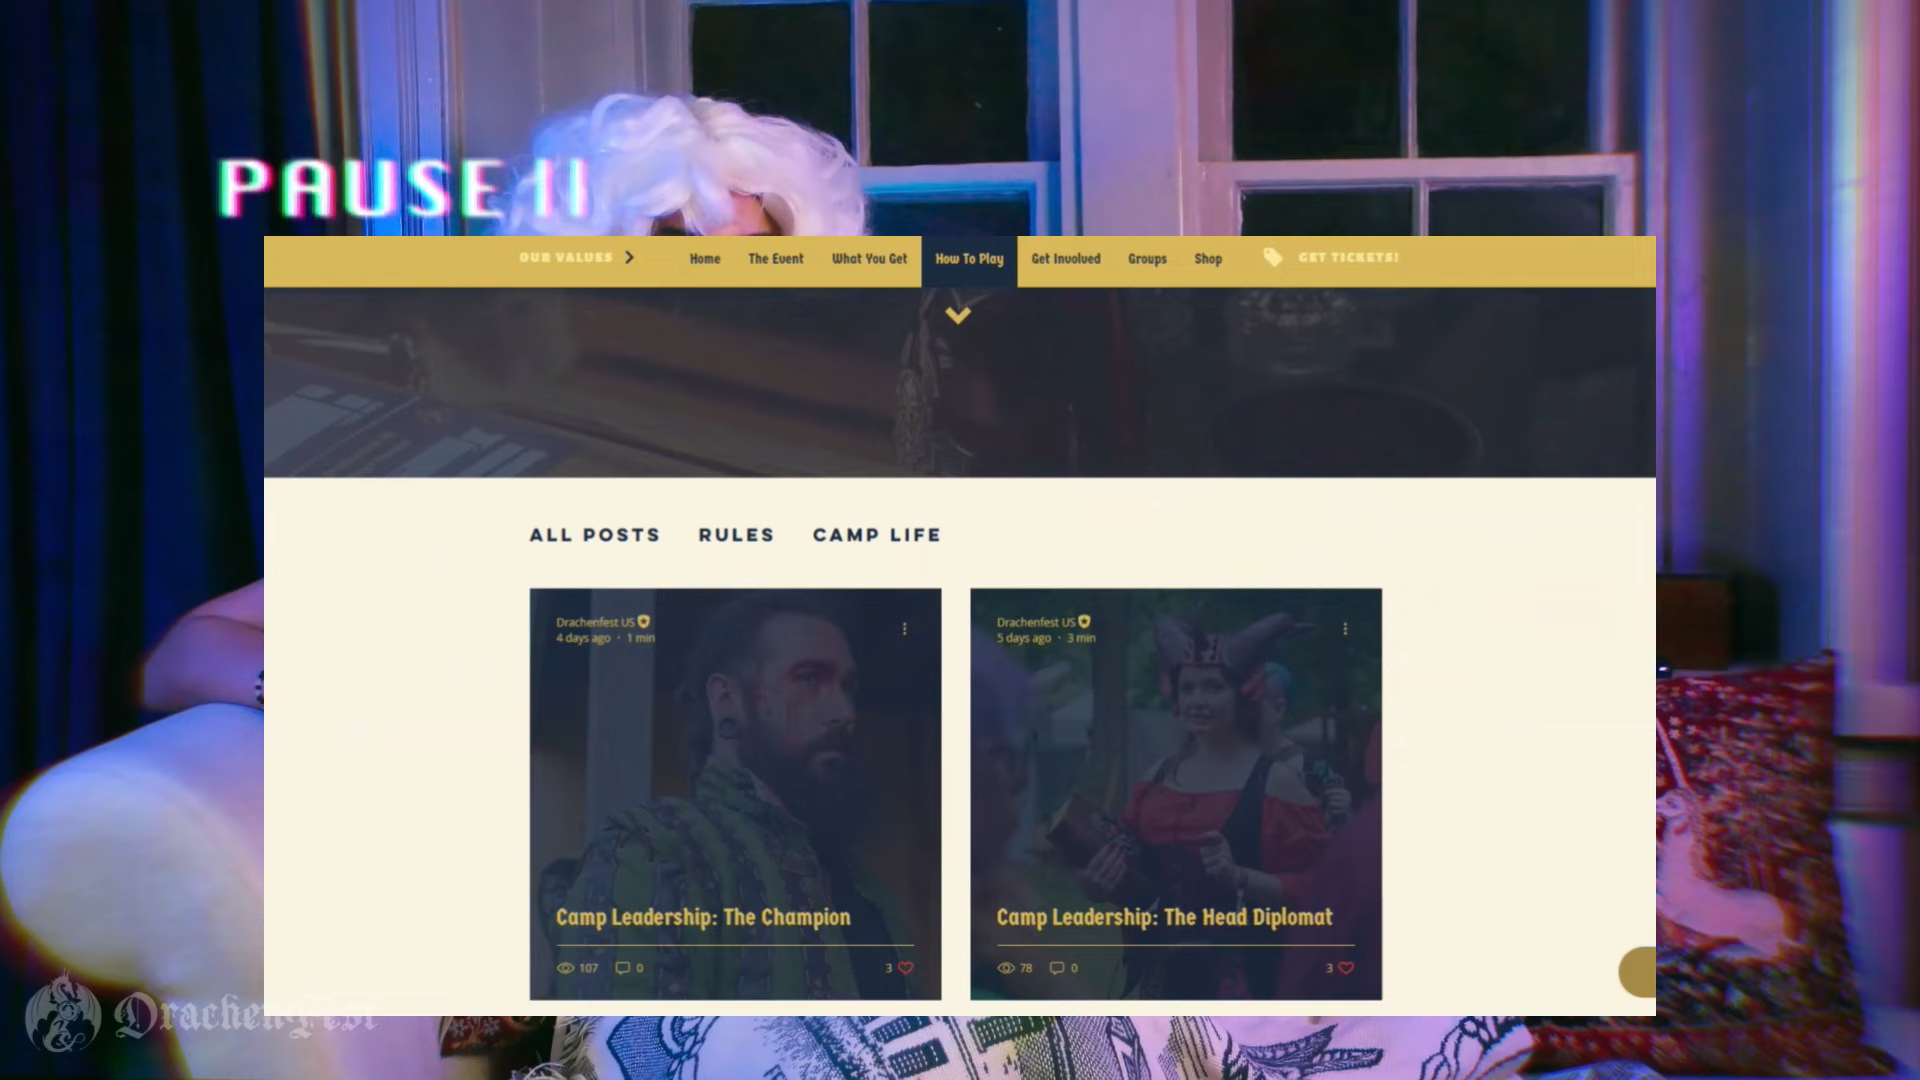 PAUSE II
OUR VALUES
Home
The Event
What You Get
How To Play
Get Involved
Groups
Shop
GET TICKETS!
ALL POSTS
RULES
CAMP LIFE
Drachenfest US
4 days ago · 1 min
Camp Leadership: The Champion
107
0
3
Drachenfest US
5 days ago · 3 min
Camp Leadership: The Head Diplomat
78
0
3
DrachenFest